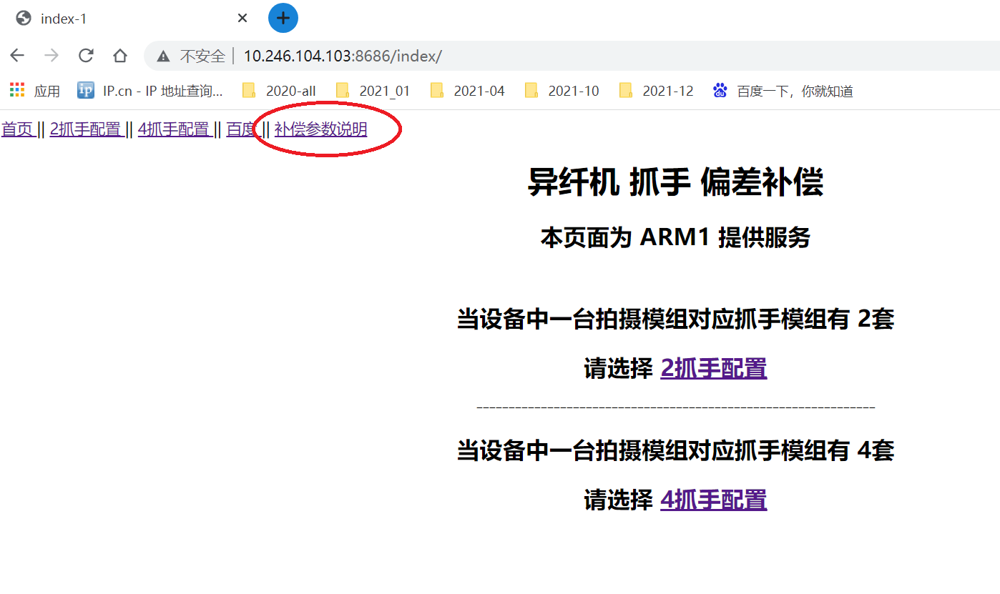 index-1
不安全 10.246.104.103:8686/index/
应用 IP.cn - IP 地址查询... 2020-all 2021_01 2021-04 2021-10 2021-12 百度一下，你就知道
首页 || 2抓手配置 || 4抓手配置 || 百度 || 补偿参数说明
异纤机 抓手 偏差补偿
本页面为 ARM1 提供服务
当设备中一台拍摄模组对应抓手模组有 2套
请选择 2抓手配置
--------------------------------------------------------------
当设备中一台拍摄模组对应抓手模组有 4套
请选择 4抓手配置